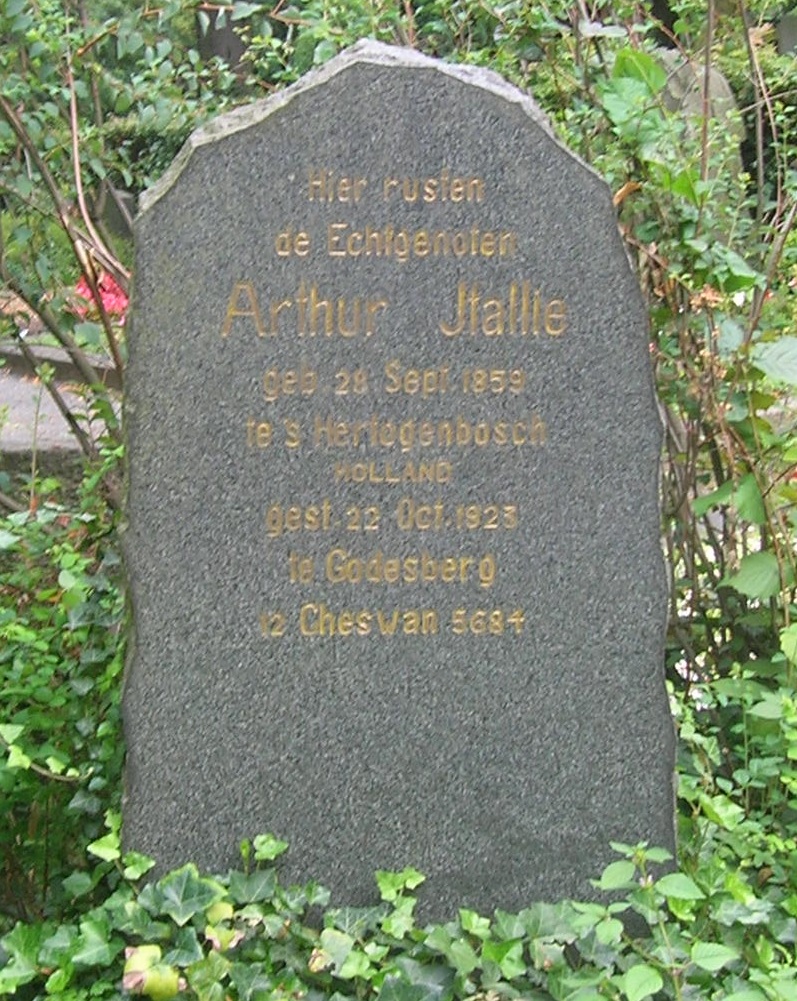 Hier rusten
de Echtgenoten
Arthur Jtallie
geb. 28 Sept. 1859
te 's Hertogenbosch
HOLLAND
gest. 22 Oct. 1923
te Godesberg
12 Cheswan 5684